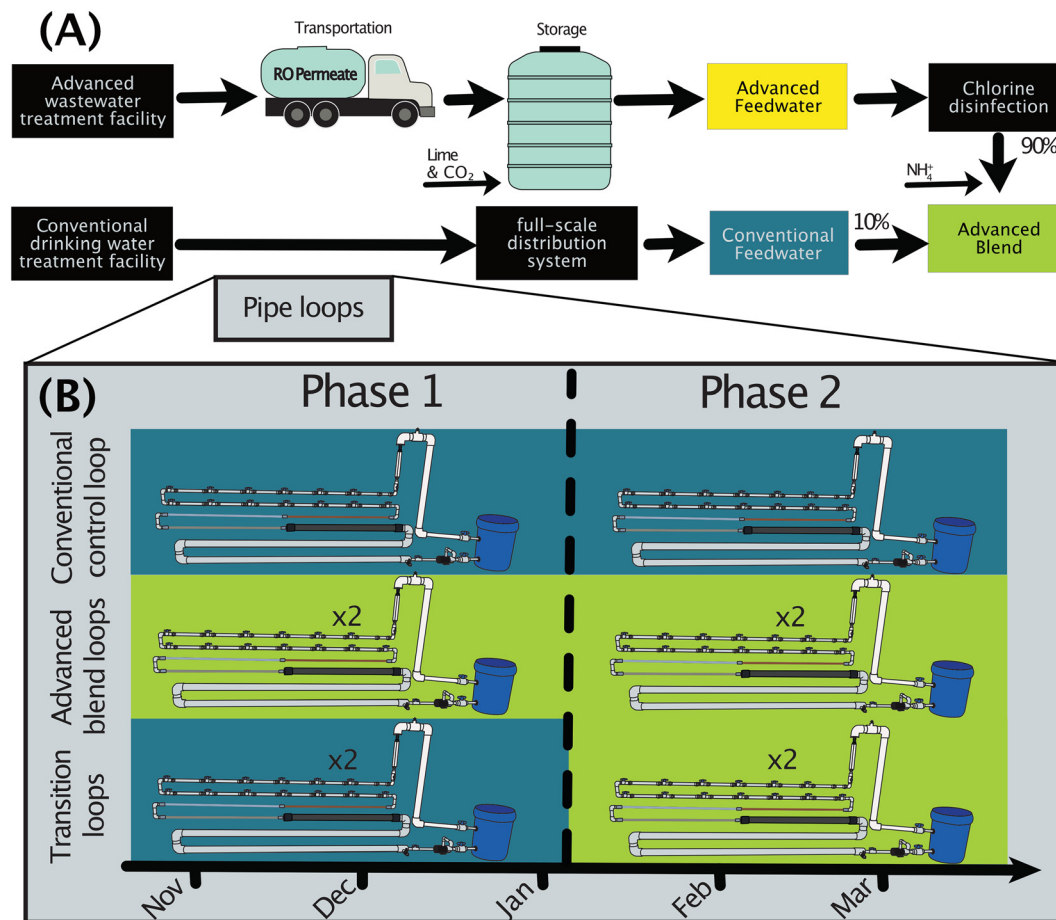 (A)
Transportation
Storage
Advanced
wastewater
treatment facility
RO Permeate
Advanced
Feedwater
Chlorine
disinfection
Lime
& CO₂
90%
NH₄⁺
Conventional
drinking water
treatment facility
full-scale
distribution
system
Conventional
Feedwater
10%
Advanced
Blend
Pipe loops
(B)
Phase 1
Phase 2
Conventional
control loop
Advanced
blend loops
x2
x2
Transition
loops
x2
x2
Nov
Dec
Jan
Feb
Mar